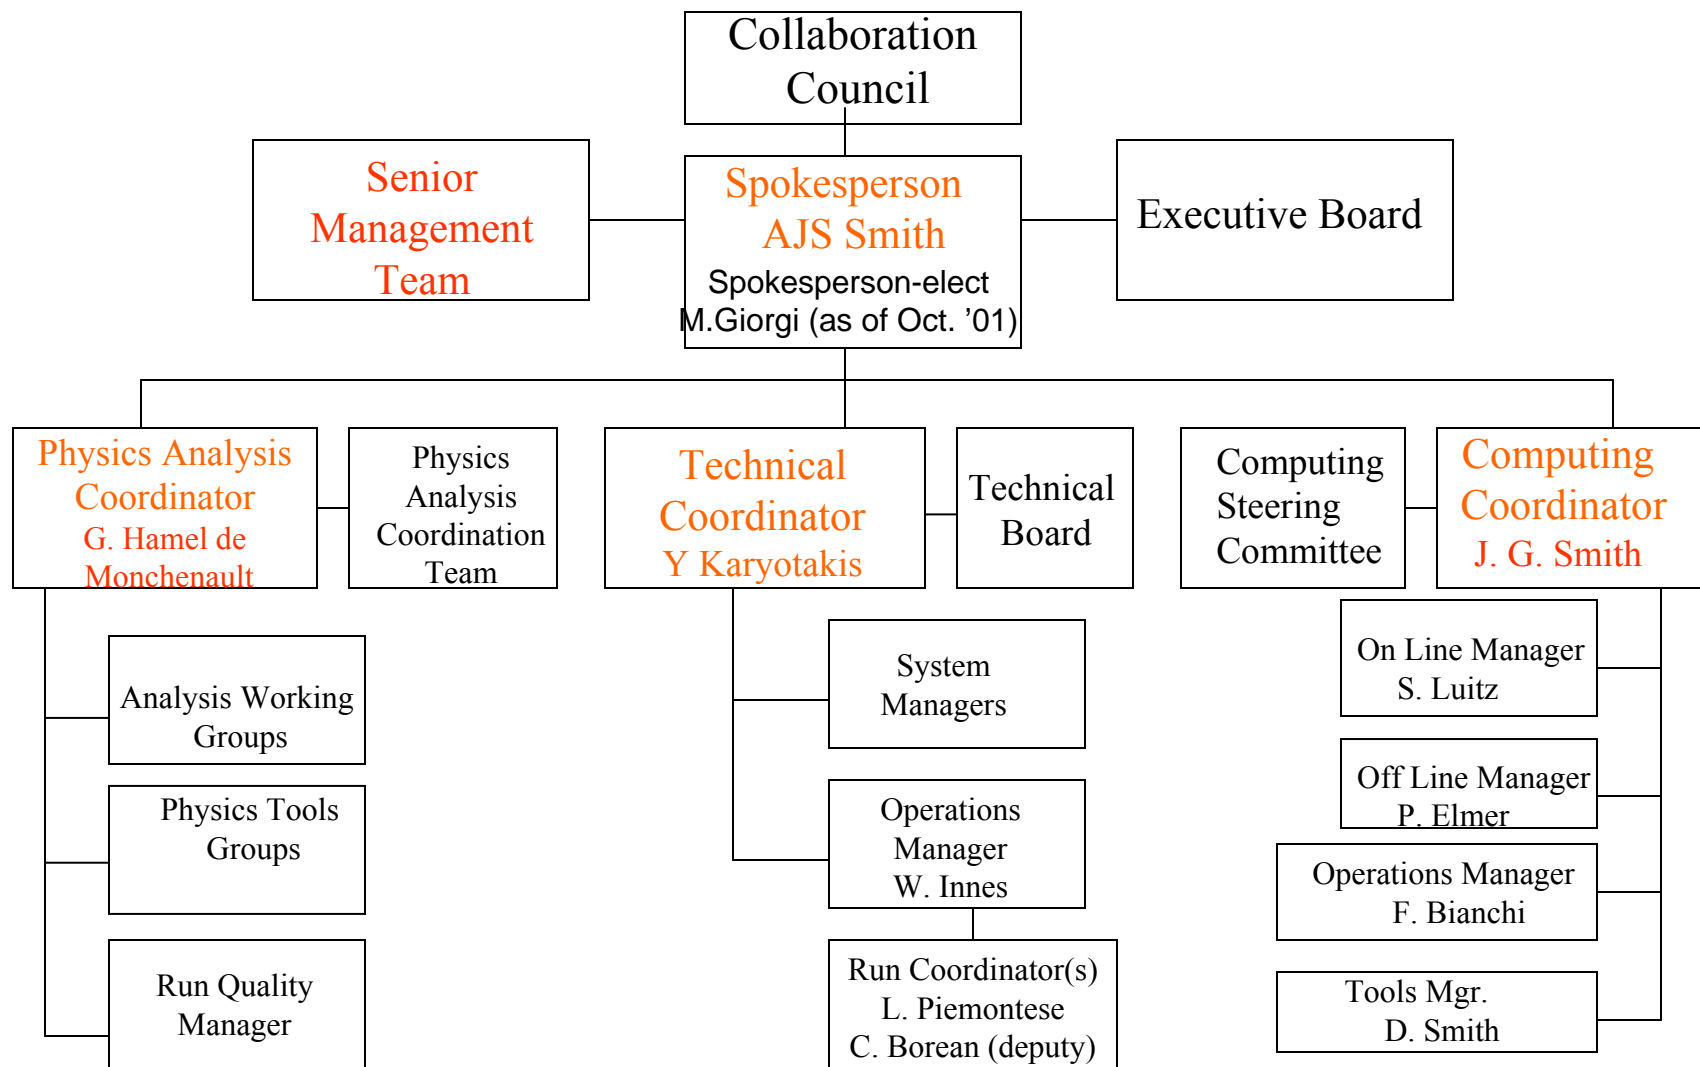 Collaboration
Council
Senior
Management
Team
Spokesperson
AJS Smith
Spokesperson-elect
M.Giorgi (as of Oct. ’01)
Executive Board
Physics Analysis
Coordinator
G. Hamel de
Monchenault
Physics
Analysis
Coordination
Team
Technical
Coordinator
Y Karyotakis
Technical
Board
Computing
Steering
Committee
Computing
Coordinator
J. G. Smith
Analysis Working
Groups
Physics Tools
Groups
Run Quality
Manager
System
Managers
Operations
Manager
W. Innes
Run Coordinator(s)
L. Piemontese
C. Borean (deputy)
On Line Manager
S. Luitz
Off Line Manager
P. Elmer
Operations Manager
F. Bianchi
Tools Mgr.
D. Smith